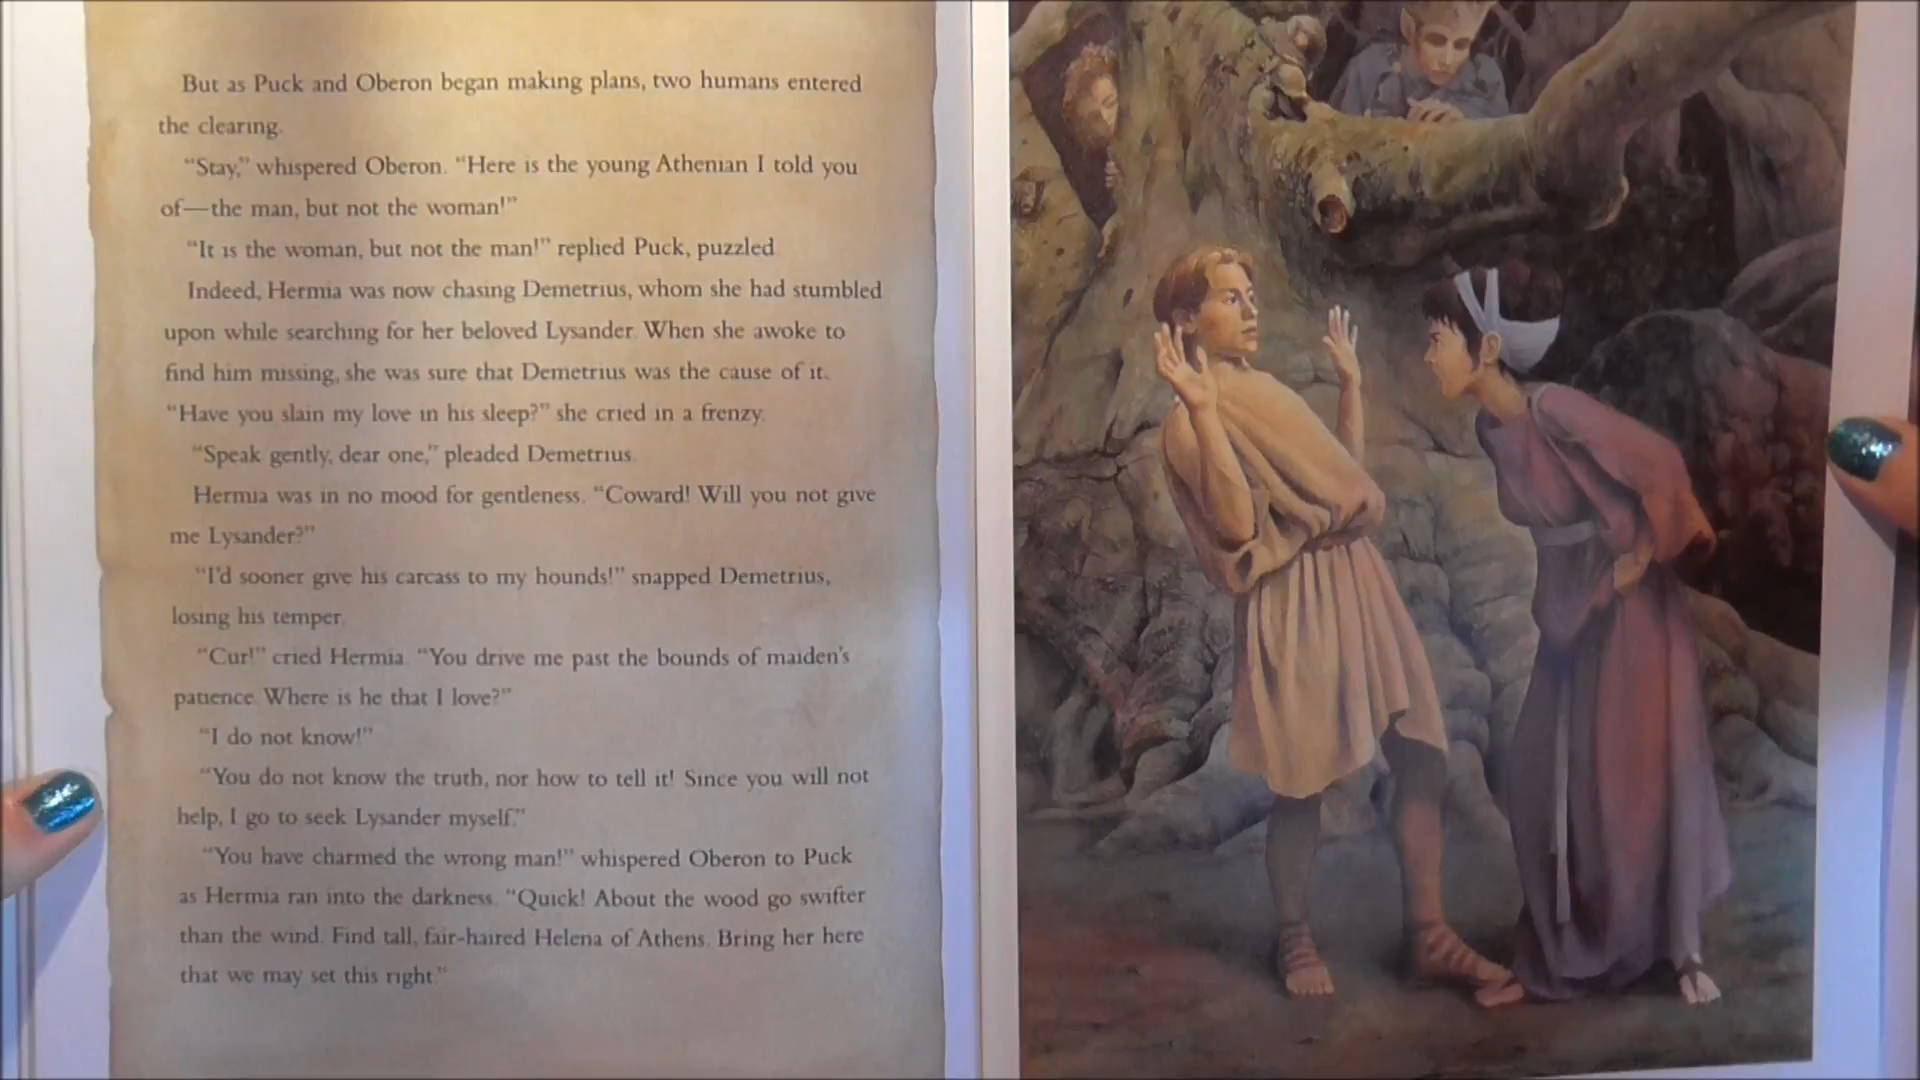 But as Puck and Oberon began making plans, two humans entered
the clearing.
“Stay,” whispered Oberon. “Here is the young Athenian I told you
of—the man, but not the woman!”
“It is the woman, but not the man!” replied Puck, puzzled.
Indeed, Hermia was now chasing Demetrius, whom she had stumbled
upon while searching for her beloved Lysander. When she awoke to
find him missing, she was sure that Demetrius was the cause of it.
“Have you slain my love in his sleep?” she cried in a frenzy.
“Speak gently, dear one,” pleaded Demetrius.
Hermia was in no mood for gentleness. “Coward! Will you not give
me Lysander?”
“I’d sooner give his carcass to my hounds!” snapped Demetrius,
losing his temper.
“Cur!” cried Hermia. “You drive me past the bounds of maiden’s
patience. Where is he that I love?”
“I do not know!”
“You do not know the truth, nor how to tell it! Since you will not
help, I go to seek Lysander myself.”
“You have charmed the wrong man!” whispered Oberon to Puck
as Hermia ran into the darkness. “Quick! About the wood go swifter
than the wind. Find tall, fair-haired Helena of Athens. Bring her here
that we may set this right.”